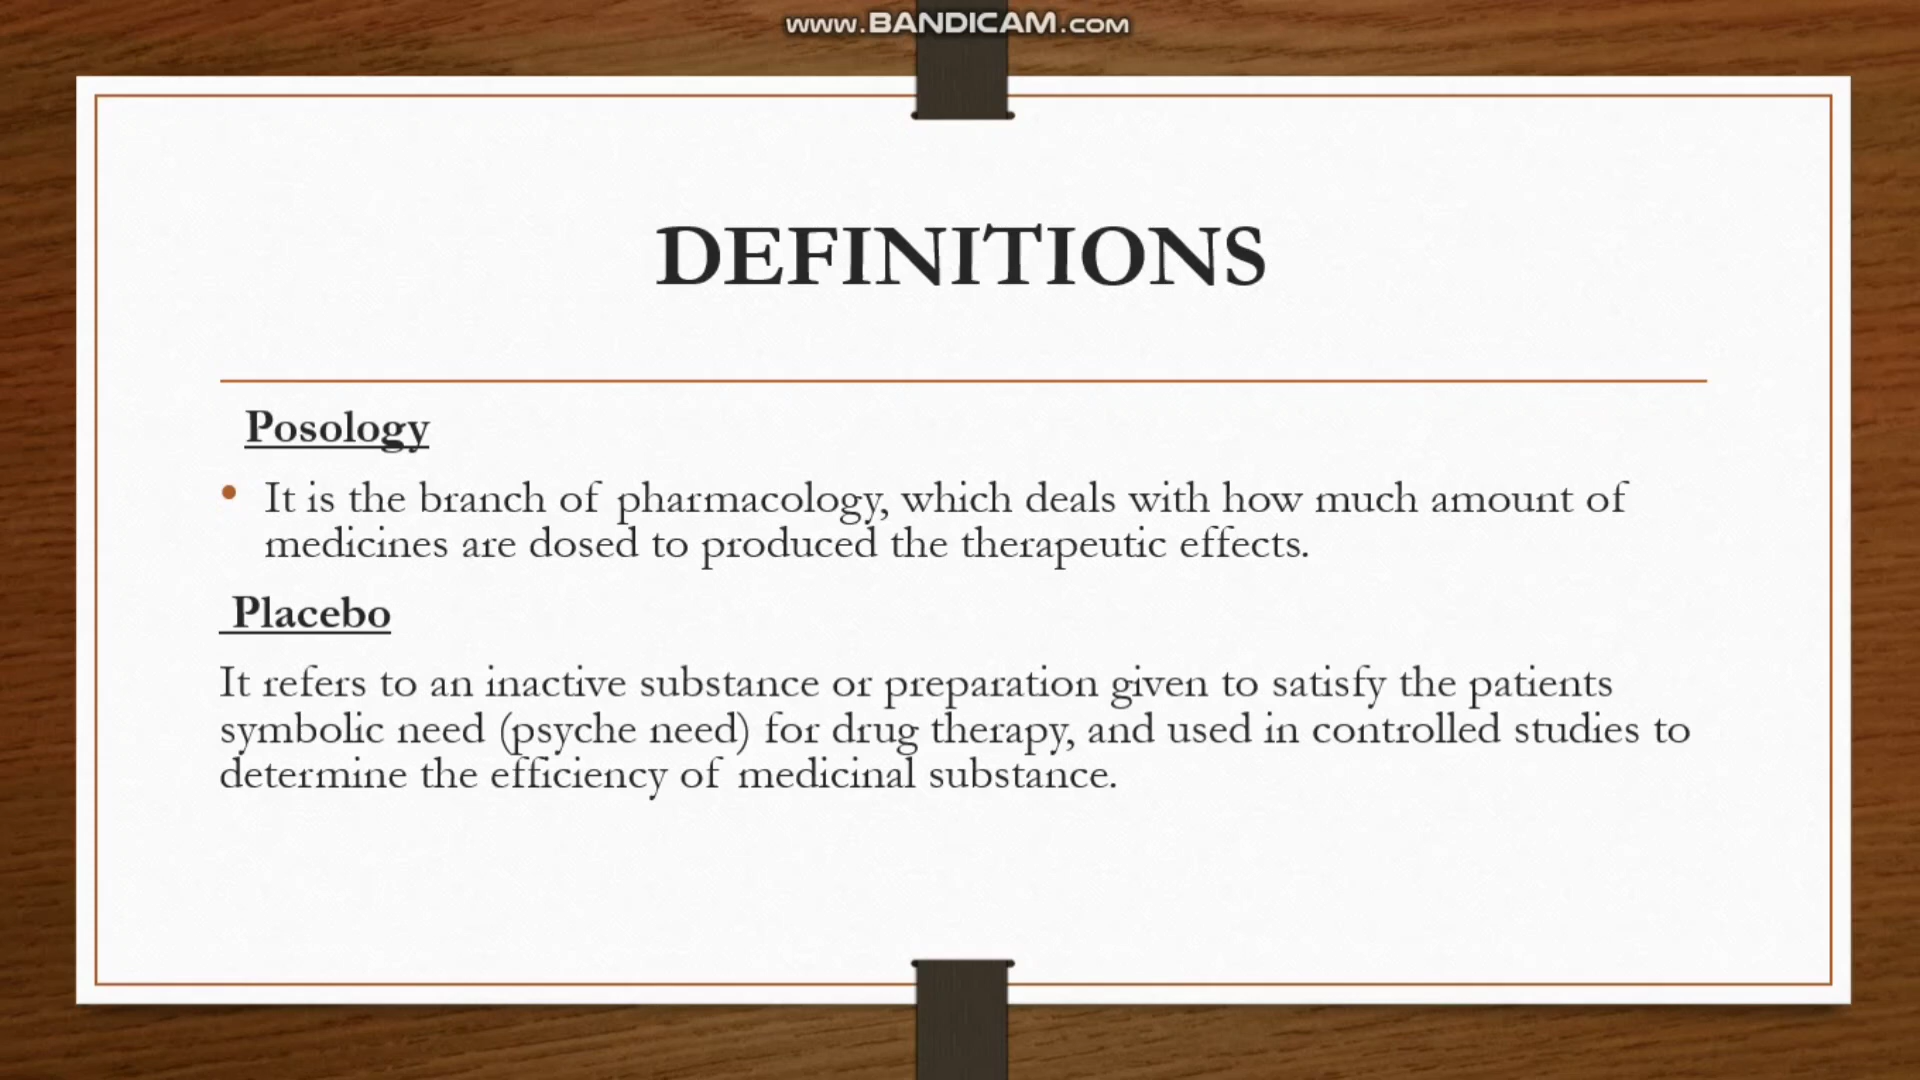 www.BANDICAM.com
DEFINITIONS
Posology
• It is the branch of pharmacology, which deals with how much amount of
medicines are dosed to produced the therapeutic effects.
Placebo
It refers to an inactive substance or preparation given to satisfy the patients
symbolic need (psyche need) for drug therapy, and used in controlled studies to
determine the efficiency of medicinal substance.